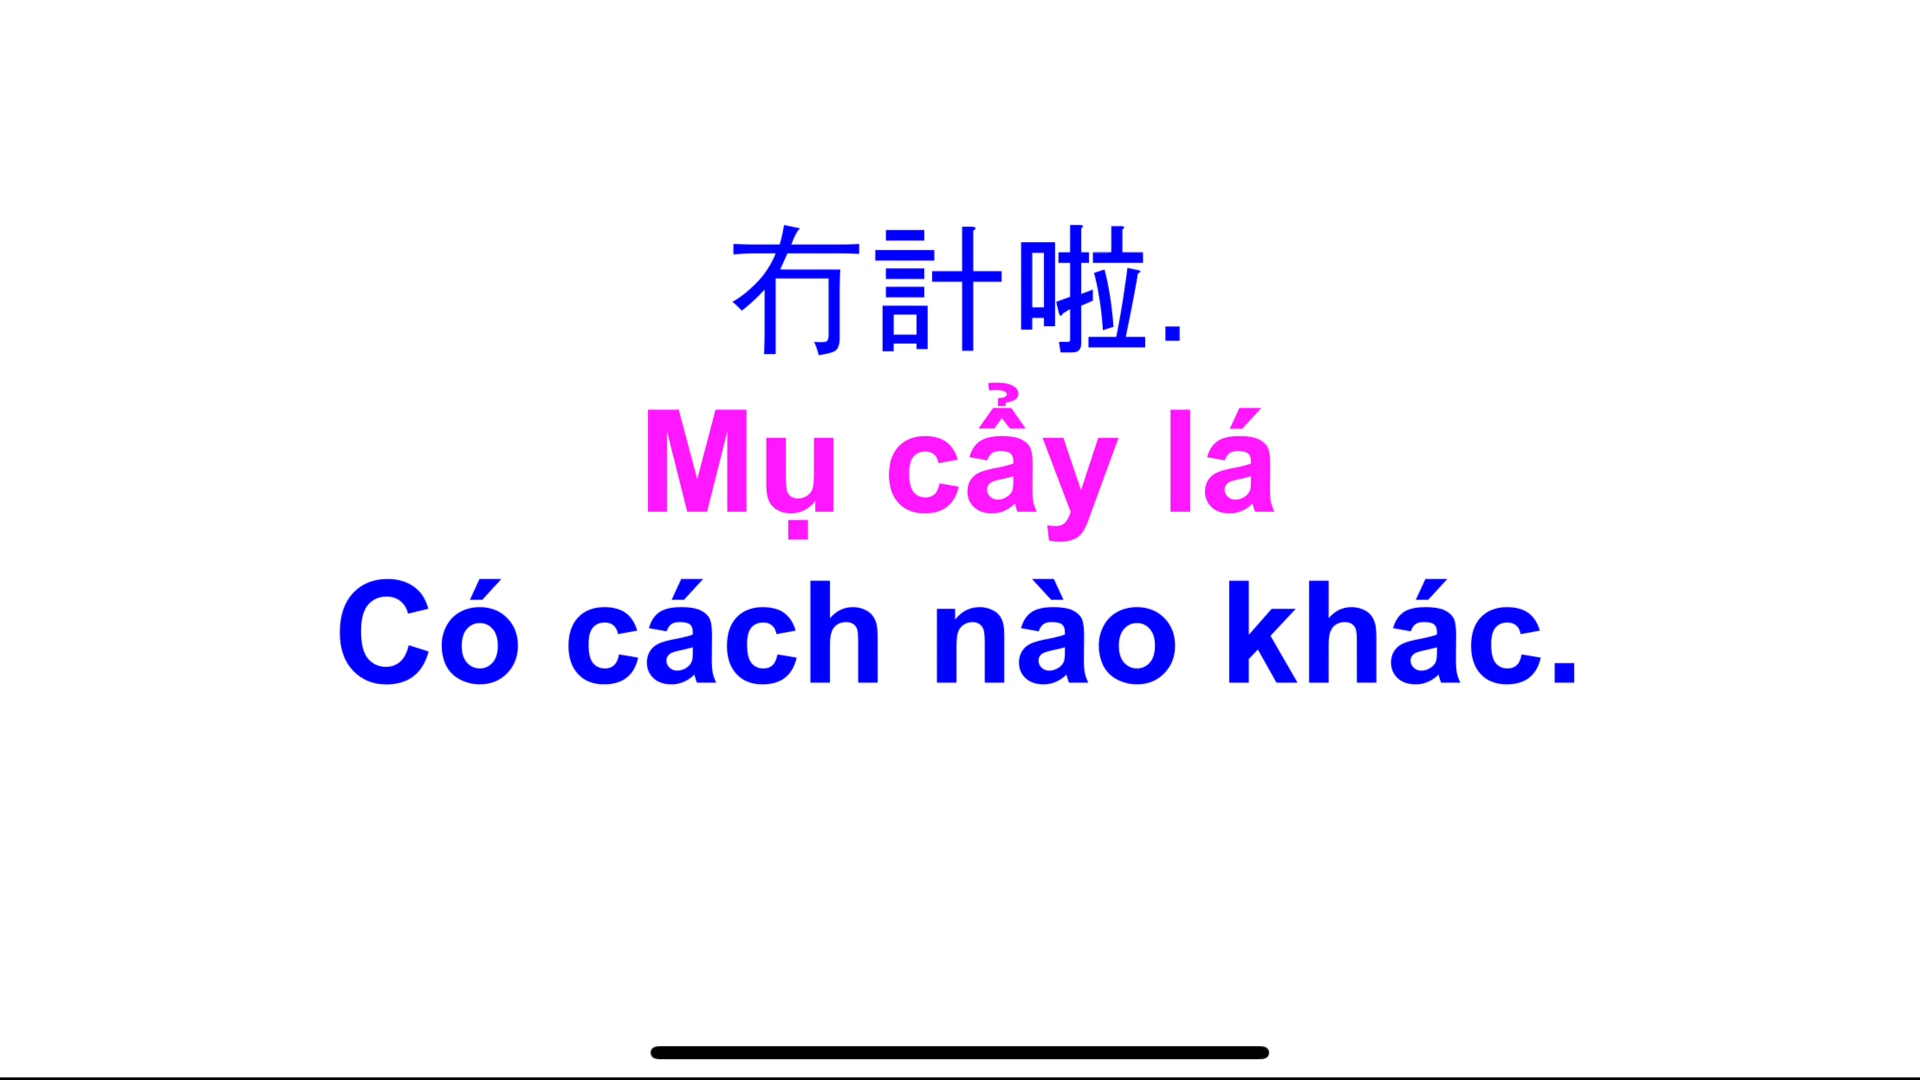 冇計啦.
Mụ cẩy lá
Có cách nào khác.